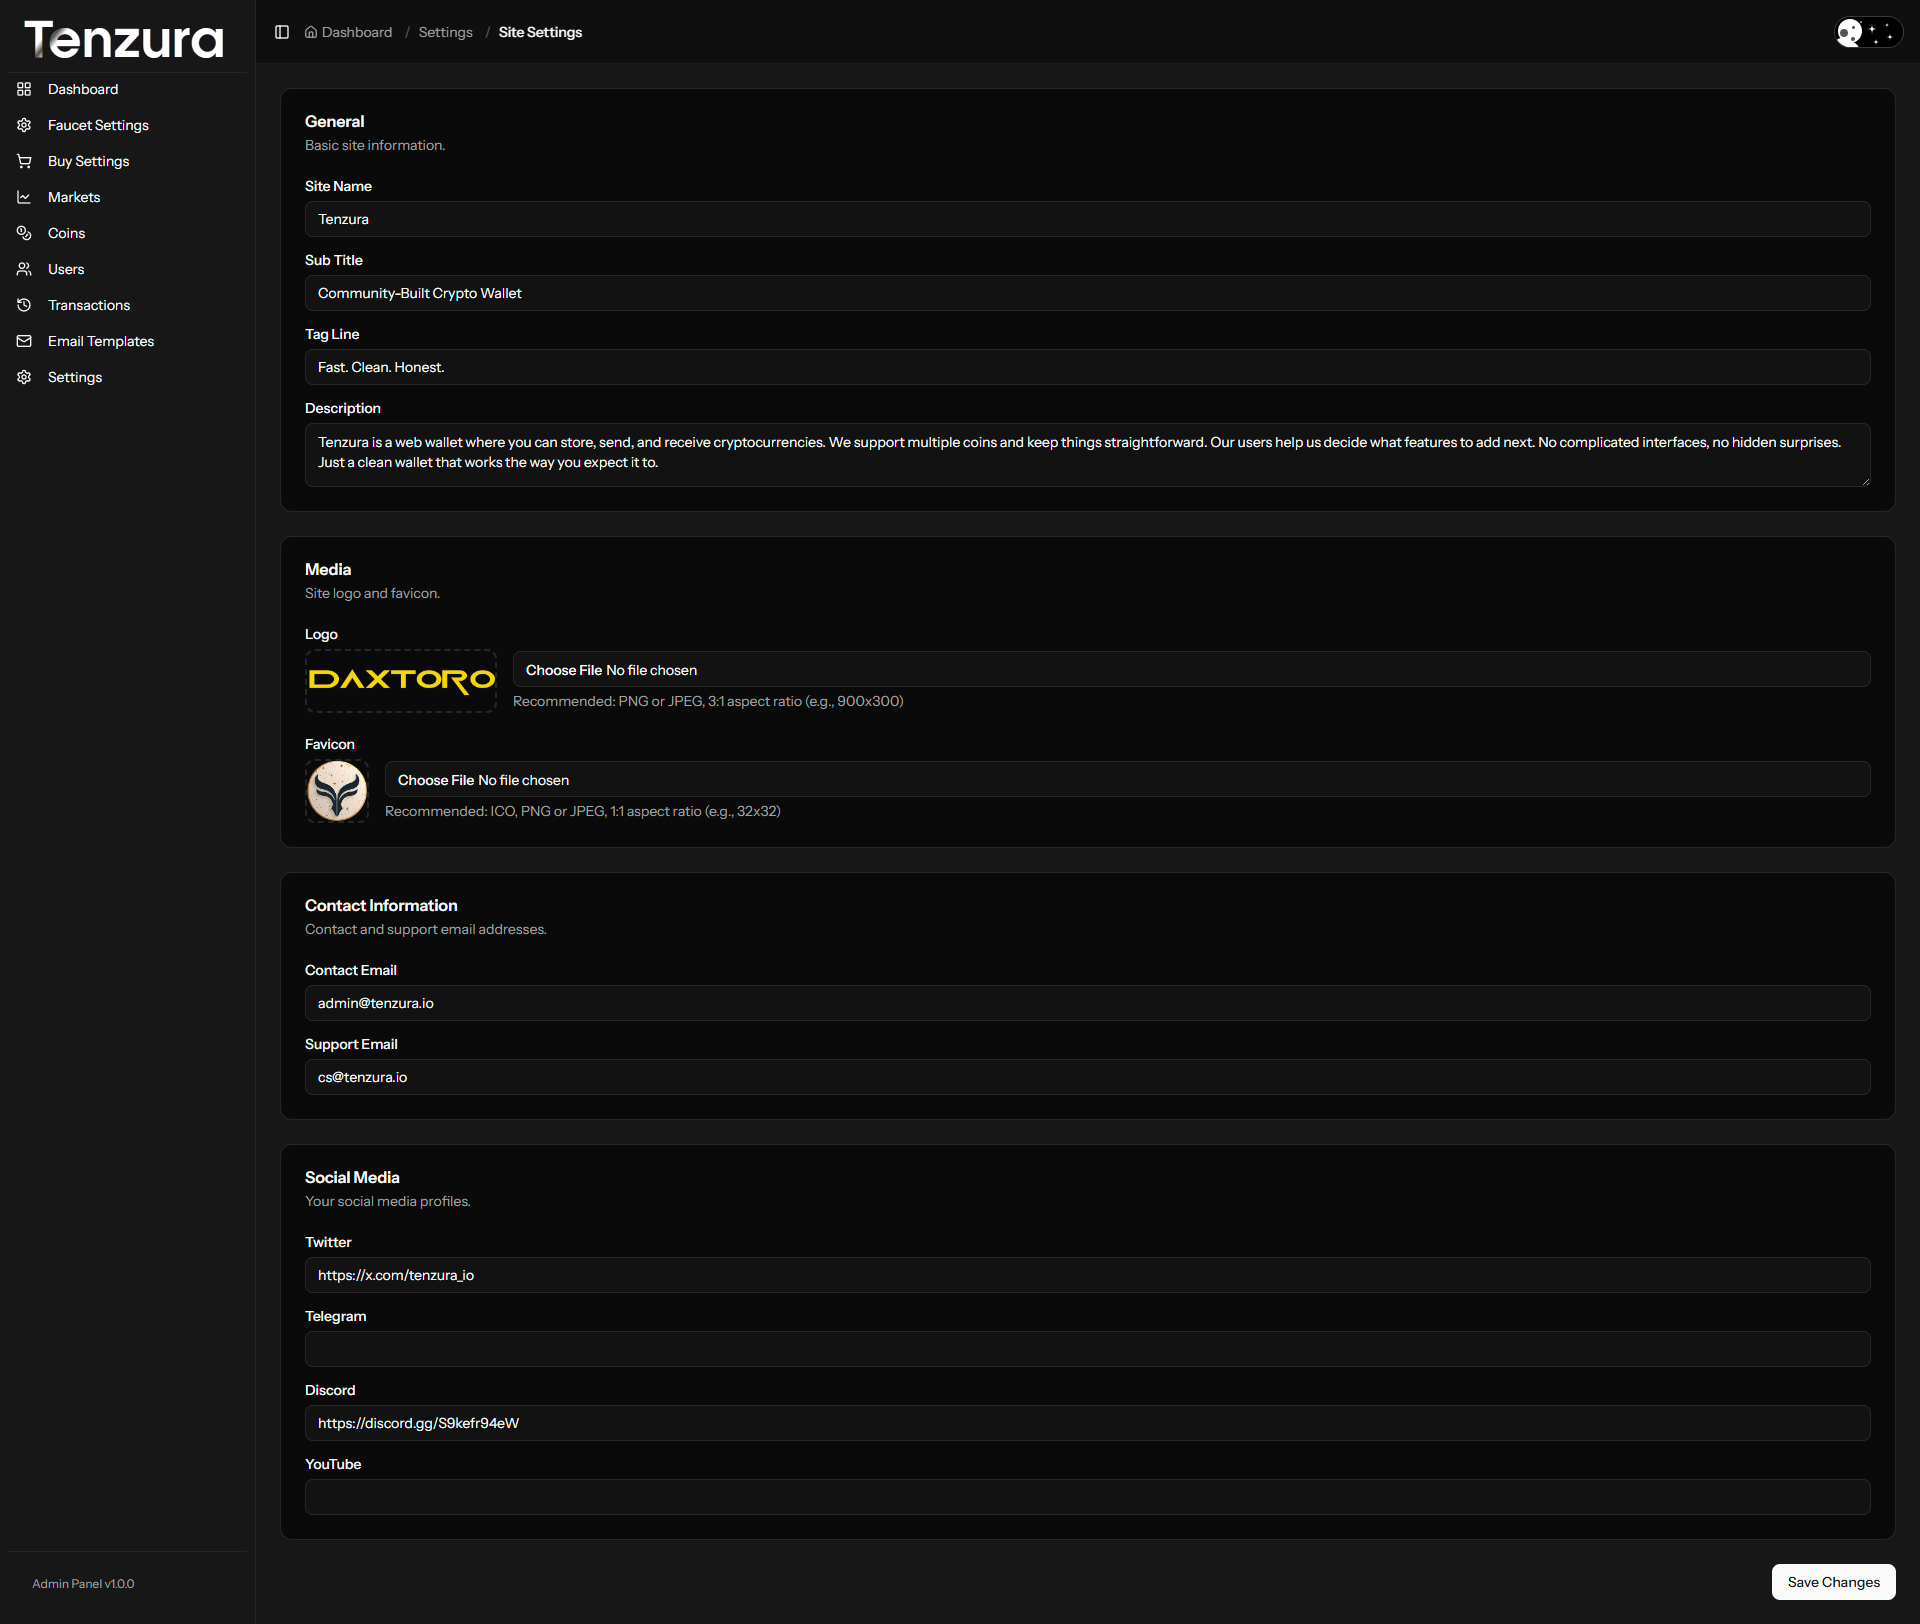 Tenzura
Dashboard
Faucet Settings
Buy Settings
Markets
Coins
Users
Transactions
Email Templates
Settings
Admin Panel v1.0.0
Dashboard / Settings / Site Settings
General
Basic site information.
Site Name
Tenzura
Sub Title
Community-Built Crypto Wallet
Tag Line
Fast. Clean. Honest.
Description
Tenzura is a web wallet where you can store, send, and receive cryptocurrencies. We support multiple coins and keep things straightforward. Our users help us decide what features to add next. No complicated interfaces, no hidden surprises.
Just a clean wallet that works the way you expect it to.
Media
Site logo and favicon.
Logo
DAXTORO
Choose File No file chosen
Recommended: PNG or JPEG, 3:1 aspect ratio (e.g., 900x300)
Favicon
Choose File No file chosen
Recommended: ICO, PNG or JPEG, 1:1 aspect ratio (e.g., 32x32)
Contact Information
Contact and support email addresses.
Contact Email
admin@tenzura.io
Support Email
cs@tenzura.io
Social Media
Your social media profiles.
Twitter
https://x.com/tenzura_io
Telegram
Discord
https://discord.gg/S9kefr94eW
YouTube
Save Changes